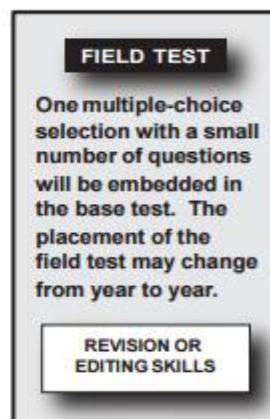 FIELD TEST
One multiple-choice
selection with a small
number of questions
will be embedded in
the base test. The
placement of the
field test may change
from year to year.
REVISION OR
EDITING SKILLS